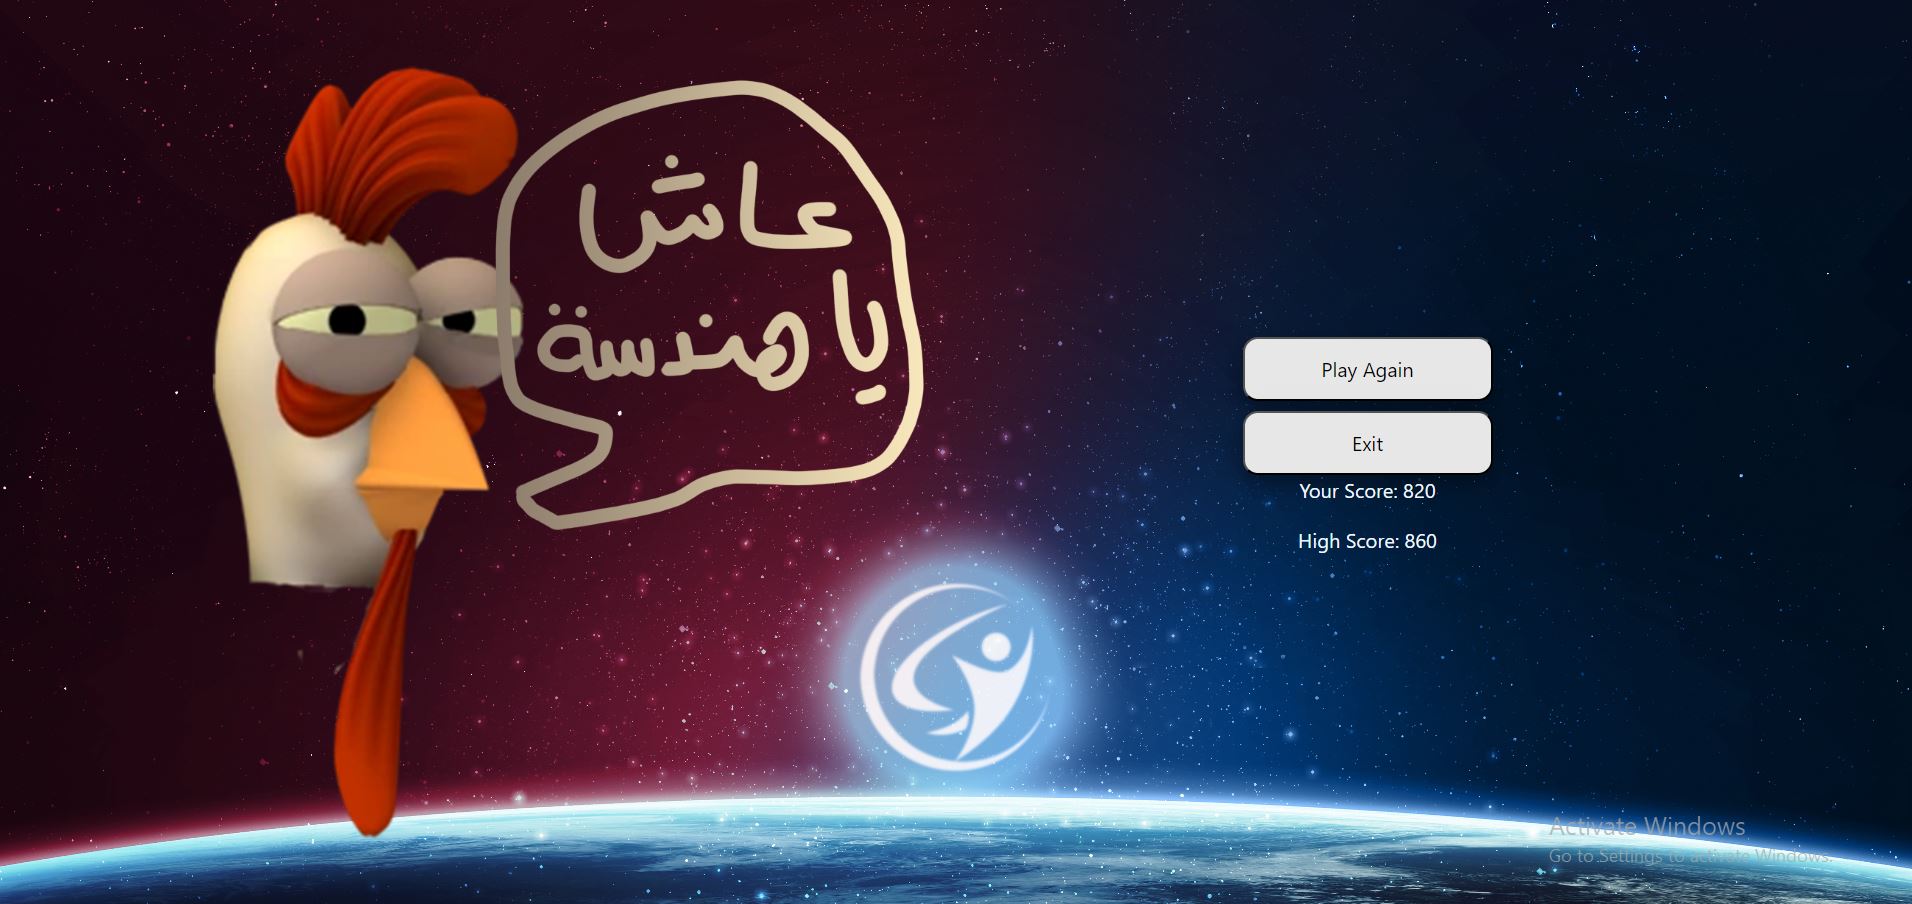 عاش
يا هندسة
Play Again
Exit
Your Score: 820
High Score: 860
Activate Windows
Go to Settings to activate Windows.